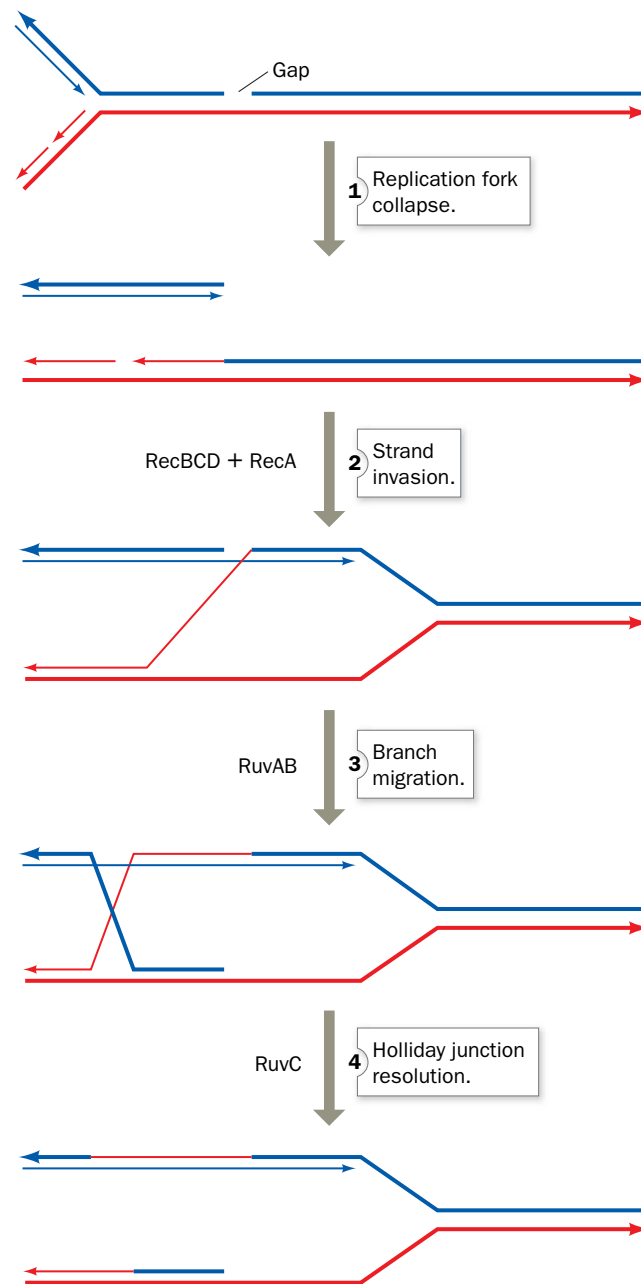 Gap
1 Replication fork
collapse.
RecBCD + RecA
2 Strand
invasion.
RuvAB
3 Branch
migration.
RuvC
4 Holliday junction
resolution.